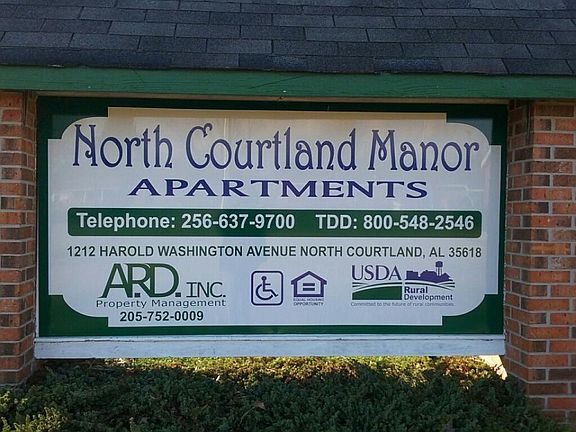 North Courtland Manor
APARTMENTS
Telephone: 256-637-9700 TDD: 800-548-2546
1212 HAROLD WASHINGTON AVENUE NORTH COURTLAND, AL 35618
A.R.D. INC.
Property Management
205-752-0009
EQUAL HOUSING
OPPORTUNITY
USDA
Rural
Development
Committed to the future of rural communities